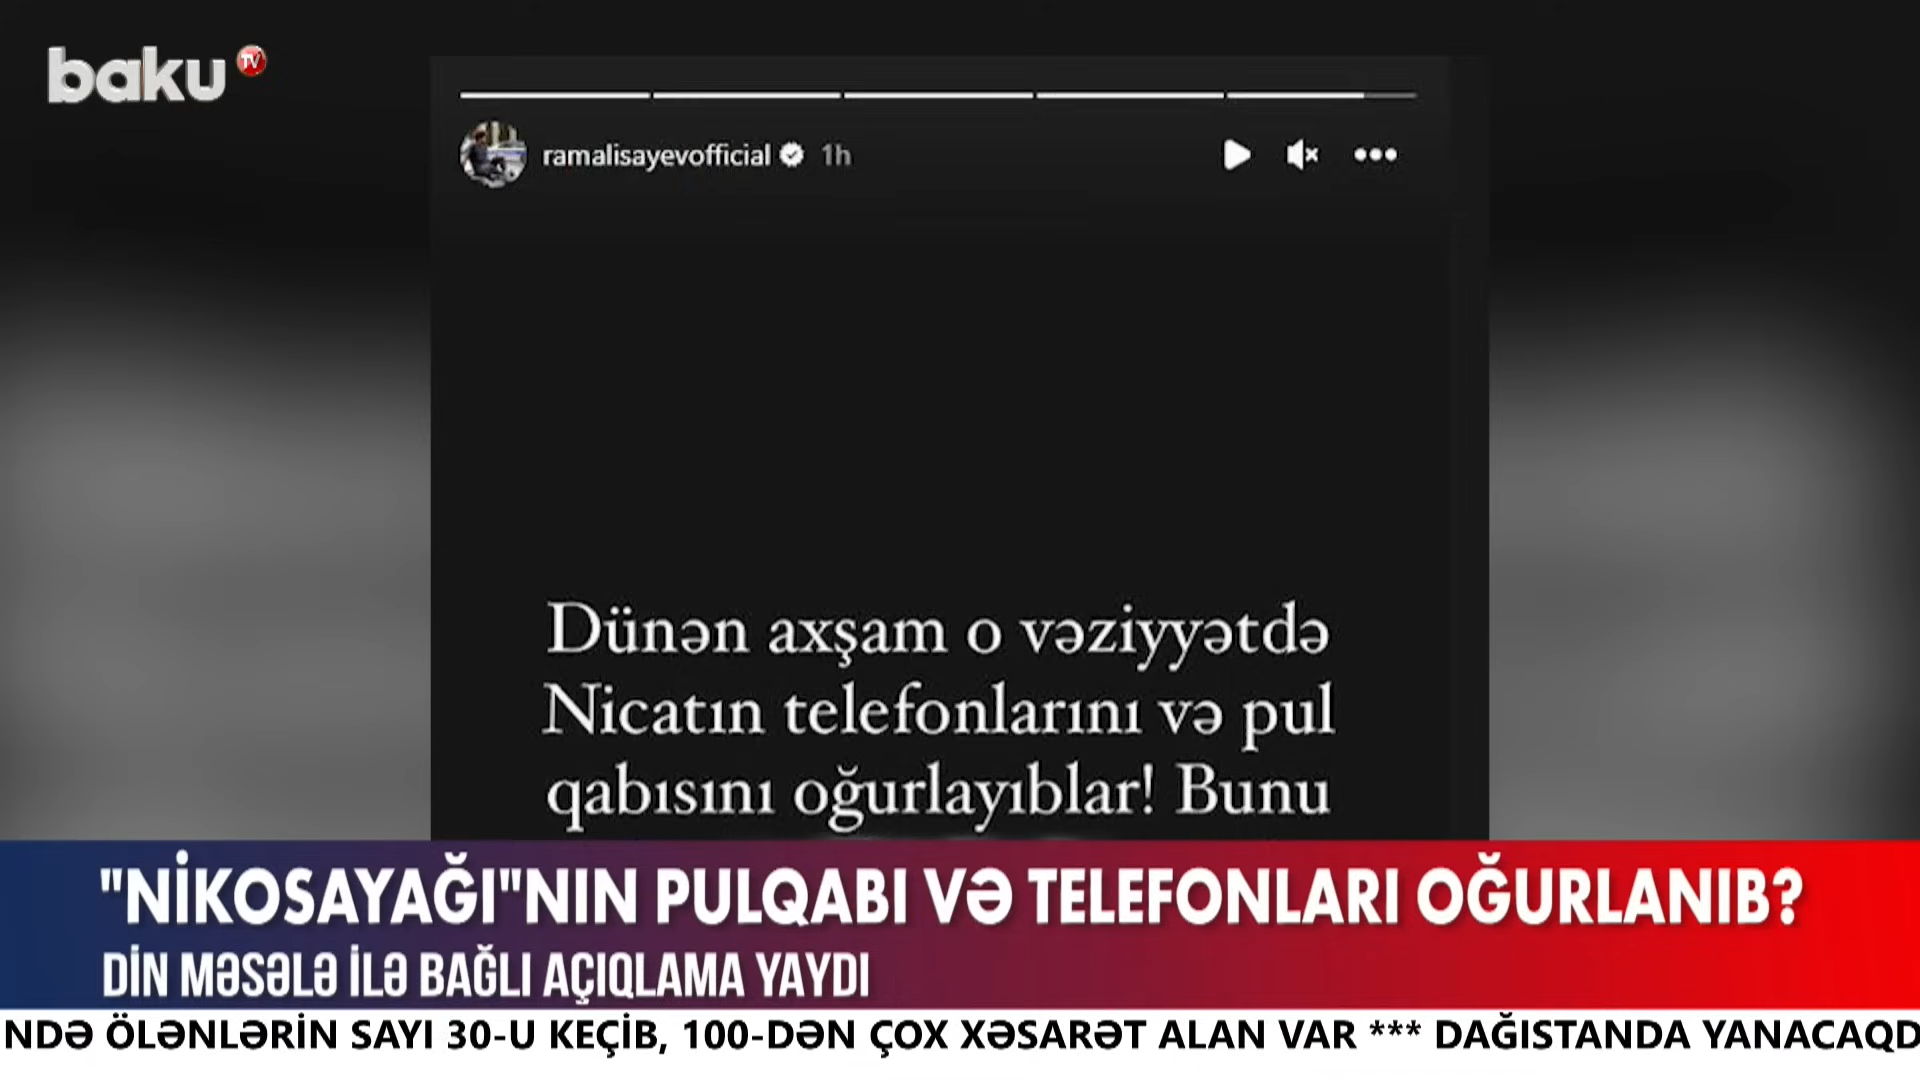 baku TV
ramalisayevofficial 1h
Dünən axşam o vəziyyətdə
Nicatın telefonlarını və pul
qabısını oğurlayıblar! Bunu
"NİKOSAYAĞI"NIN PULQABI VƏ TELEFONLARI OĞURLANIB?
DİN MƏSƏLƏ İLƏ BAĞLI AÇIQLAMA YAYDI
NDƏ ÖLƏNLƏRİN SAYI 30-U KEÇİB, 100-DƏN ÇOX XƏSARƏT ALAN VAR *** DAĞISTANDA YANACAQD